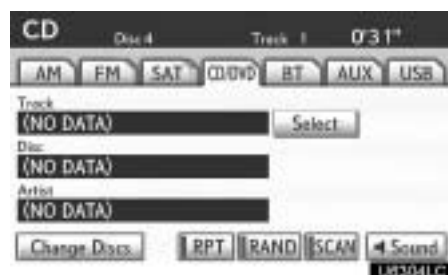 CD Disc 4 Track 1 0'31"
AM FM SAT CD/DVD BT AUX USB
Track
(NO DATA) Select
Disc
(NO DATA)
Artist
(NO DATA)
Change Discs RPT RAND SCAN Sound